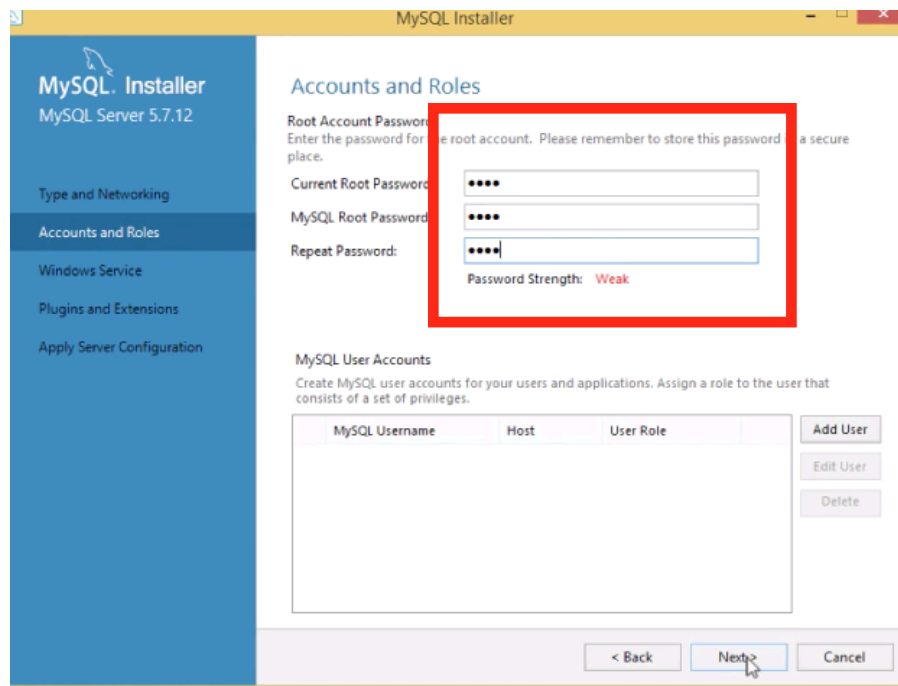 MySQL Installer
MySQL. Installer
MySQL Server 5.7.12
Type and Networking
Accounts and Roles
Windows Service
Plugins and Extensions
Apply Server Configuration
Accounts and Roles
Root Account Password
Enter the password for the root account. Please remember to store this password in a secure
place.
Current Root Password ••••
MySQL Root Password ••••
Repeat Password: ••••
Password Strength: Weak
MySQL User Accounts
Create MySQL user accounts for your users and applications. Assign a role to the user that
consists of a set of privileges.
MySQL Username Host User Role
Add User
Edit User
Delete
< Back Next > Cancel